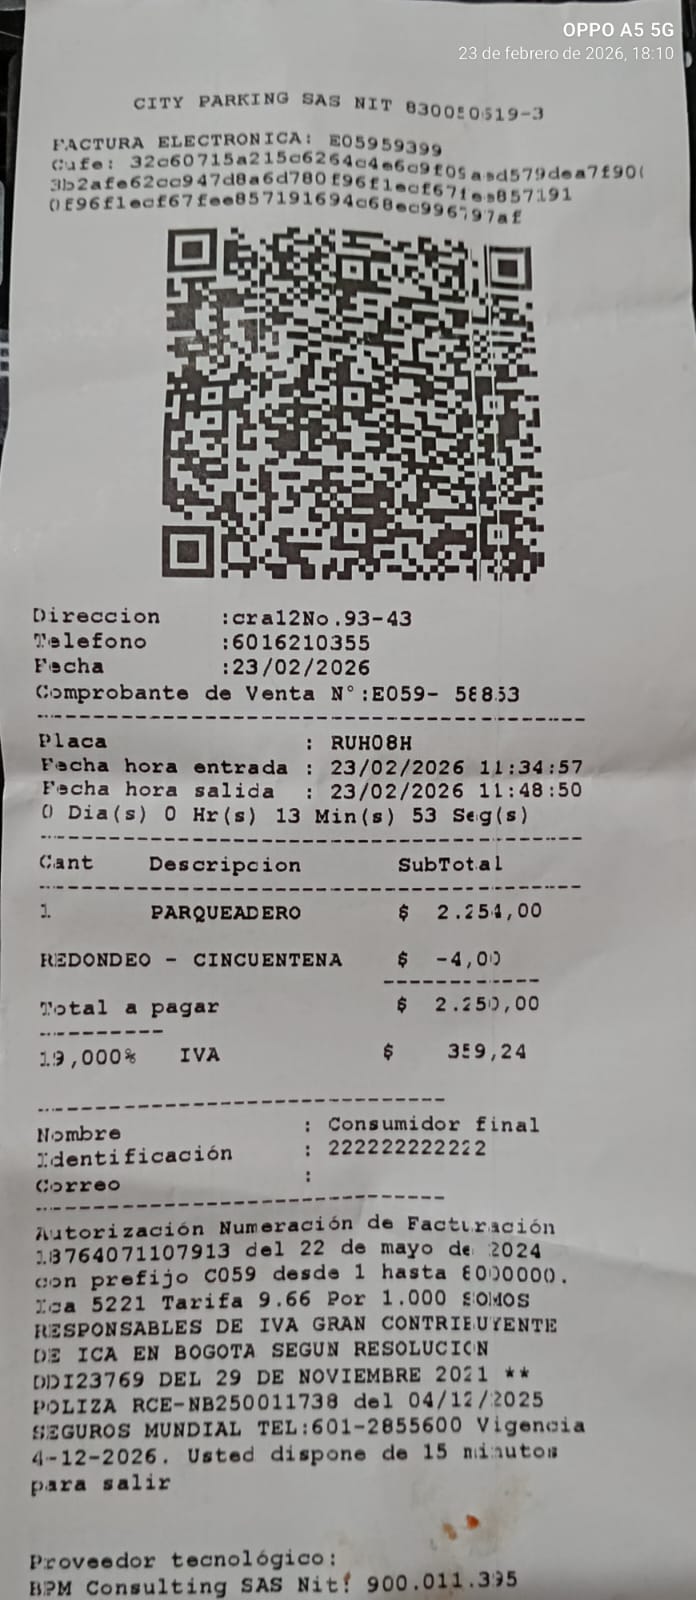 OPPO A5 5G
23 de febrero de 2026, 18:10
CITY PARKING SAS NIT 830050619-3
FACTURA ELECTRONICA: E05959399
Cufe:
Direccion :cra12No.93-43
Telefono :6016210355
Fecha :23/02/2026
Comprobante de Venta N°:E059- 58853
Placa : RUH08H
Fecha hora entrada : 23/02/2026 11:34:57
Fecha hora salida : 23/02/2026 11:48:50
0 Dia(s) 0 Hr(s) 13 Min(s) 53 Seg(s)
Cant Descripcion SubTotal
1 PARQUEADERO $ 2.254,00
REDONDEO - CINCUENTENA $ -4,00
Total a pagar $ 2.250,00
19,000% IVA $ 359,24
Nombre : Consumidor final
Identificación : 222222222222
Correo :
Autorización Numeración de Facturación
18764071107913 del 22 de mayo de 2024
con prefijo C059 desde 1 hasta 6000000.
Ica 5221 Tarifa 9.66 Por 1.000 SOMOS
RESPONSABLES DE IVA GRAN CONTRIBUYENTE
DE ICA EN BOGOTA SEGUN RESOLUCION
DDI23769 DEL 29 DE NOVIEMBRE 2021 **
POLIZA RCE-NB250011738 del 04/12/2025
SEGUROS MUNDIAL TEL:601-2855600 Vigencia
4-12-2026. Usted dispone de 15 minutos
para salir
Proveedor tecnológico:
BPM Consulting SAS Nit: 900.011.395